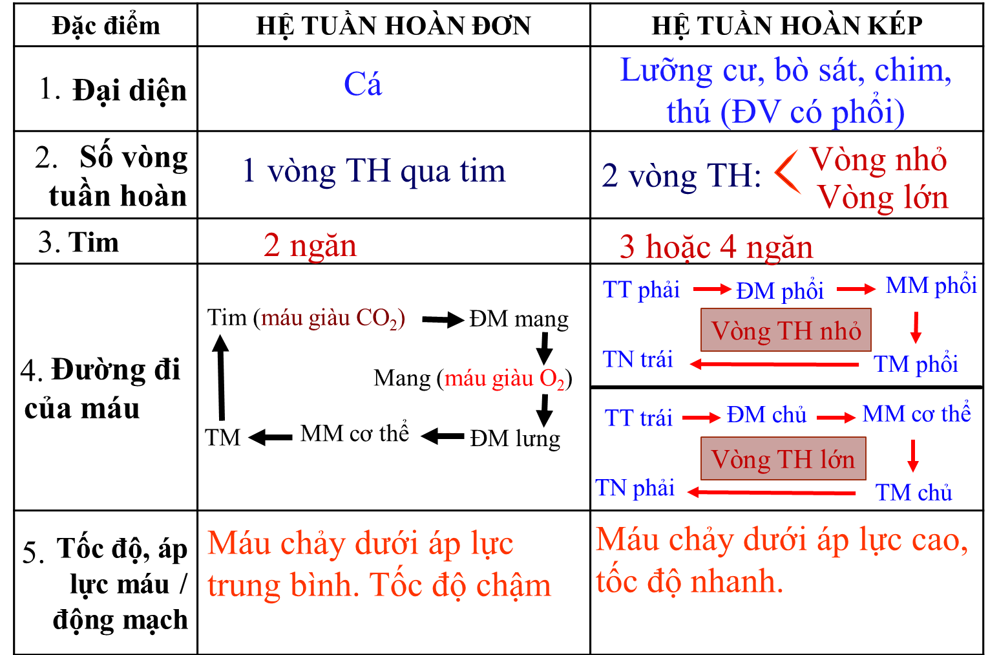 Đặc điểm
HỆ TUẦN HOÀN ĐƠN
HỆ TUẦN HOÀN KÉP
1. Đại diện
Cá
Lưỡng cư, bò sát, chim,
thú (ĐV có phổi)
2. Số vòng
tuần hoàn
1 vòng TH qua tim
2 vòng TH:
Vòng nhỏ
Vòng lớn
3. Tim
2 ngăn
3 hoặc 4 ngăn
4. Đường đi
của máu
Tim (máu giàu CO₂)
ĐM mang
Mang (máu giàu O₂)
ĐM lưng
MM cơ thể
TM
TT phải
ĐM phổi
MM phổi
Vòng TH nhỏ
TN trái
TM phổi
TT trái
ĐM chủ
MM cơ thể
Vòng TH lớn
TN phải
TM chủ
5. Tốc độ, áp
lực máu /
động mạch
Máu chảy dưới áp lực
trung bình. Tốc độ chậm
Máu chảy dưới áp lực cao,
tốc độ nhanh.